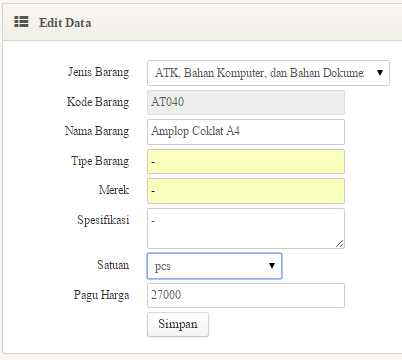 Edit Data
Jenis Barang ATK, Bahan Komputer, dan Bahan Dokume
Kode Barang AT040
Nama Barang Amplop Coklat A4
Tipe Barang -
Merek -
Spesifikasi -
Satuan pcs
Pagu Harga 27000
Simpan